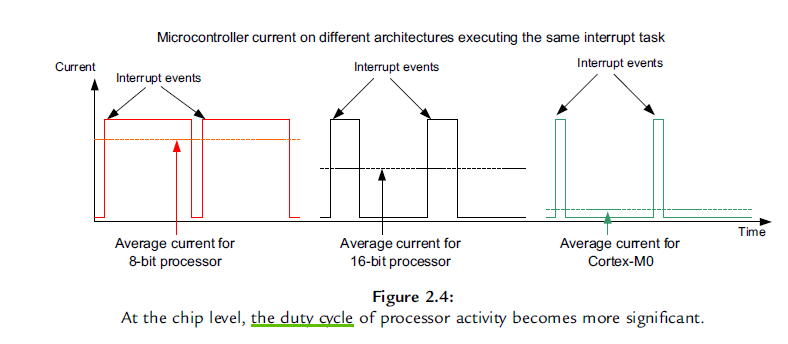 Microcontroller current on different architectures executing the same interrupt task
Current
Interrupt events
Interrupt events
Interrupt events
Time
Average current for
8-bit processor
Average current for
16-bit processor
Average current for
Cortex-M0
Figure 2.4:
At the chip level, the duty cycle of processor activity becomes more significant.